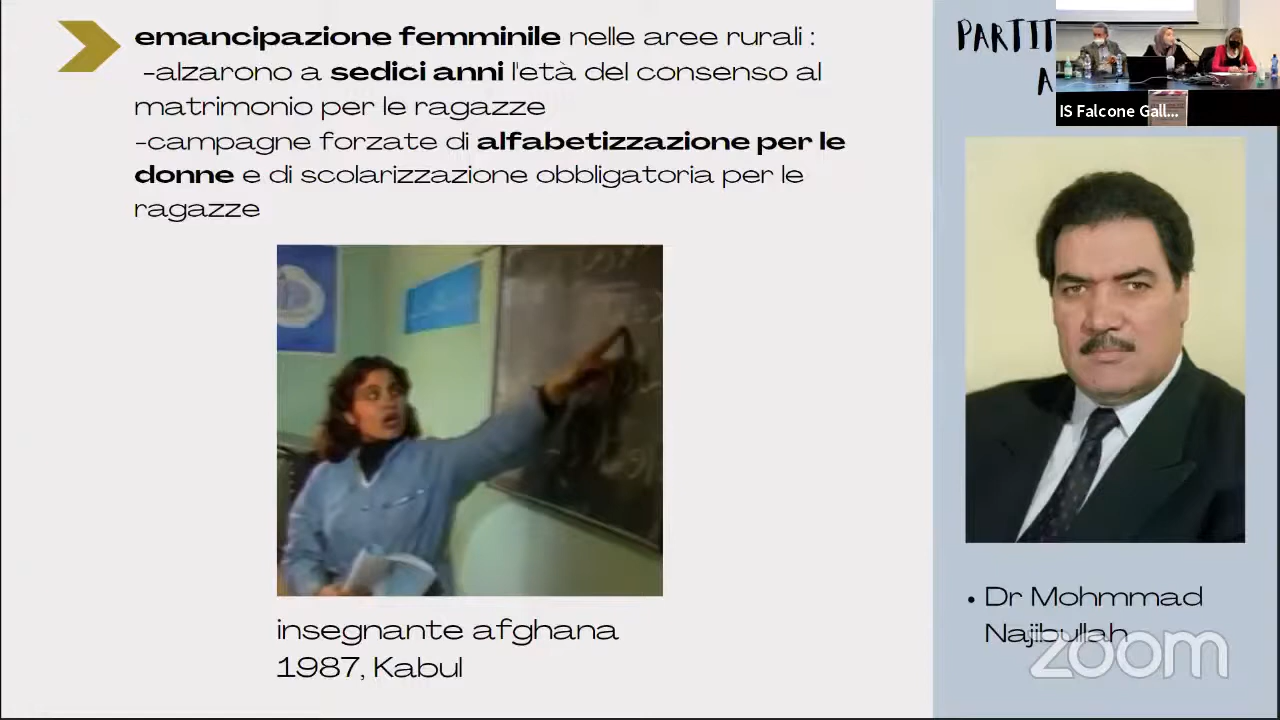 emancipazione femminile nelle aree rurali :
-alzarono a sedici anni l'età del consenso al
matrimonio per le ragazze
-campagne forzate di alfabetizzazione per le
donne e di scolarizzazione obbligatoria per le
ragazze
insegnante afghana
1987, Kabul
PARTIT
A
IS Falcone Gall...
• Dr Mohmmad
Najibullah
zoom